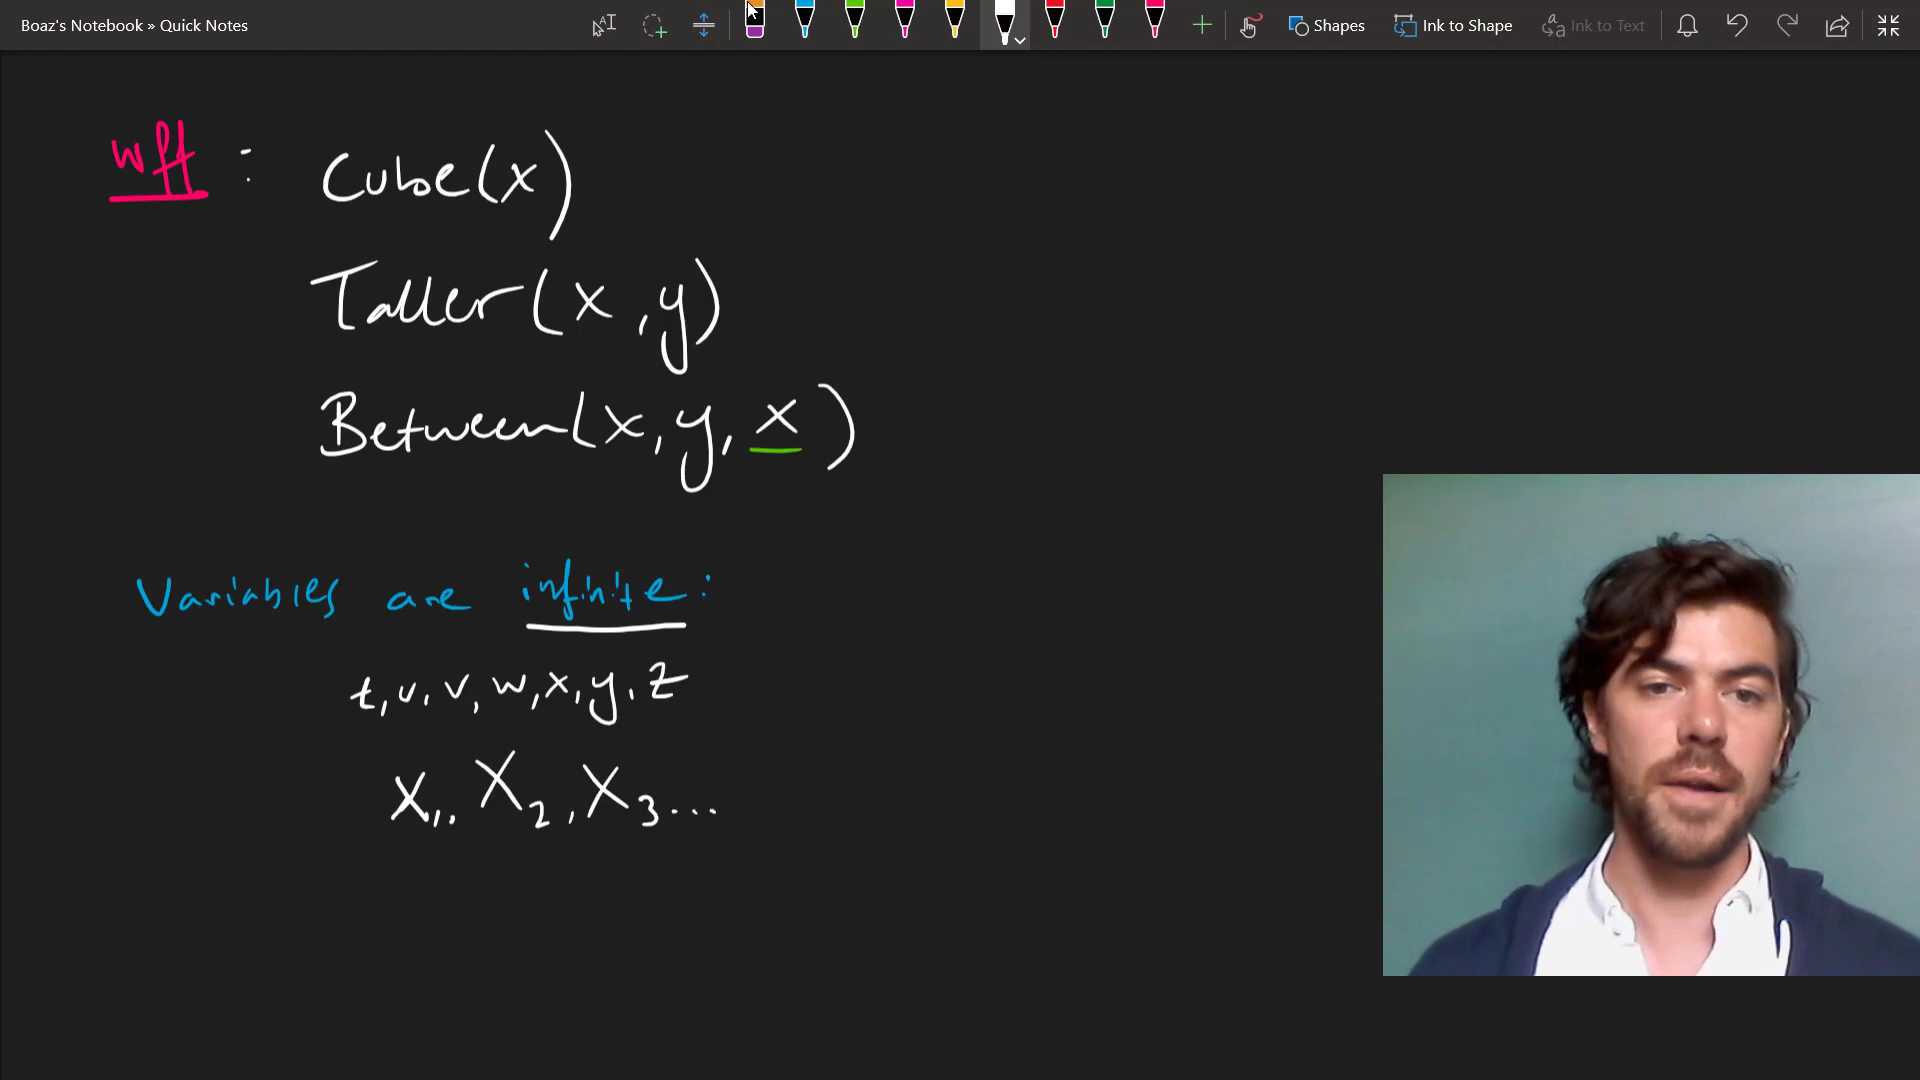 Boaz's Notebook » Quick Notes
Shapes
Ink to Shape
Ink to Text
wff : Cube(x)
Taller(x,y)
Between(x,y,x)
Variables are infinite:
t,u,v,w,x,y,z
X₁, X₂, X₃...